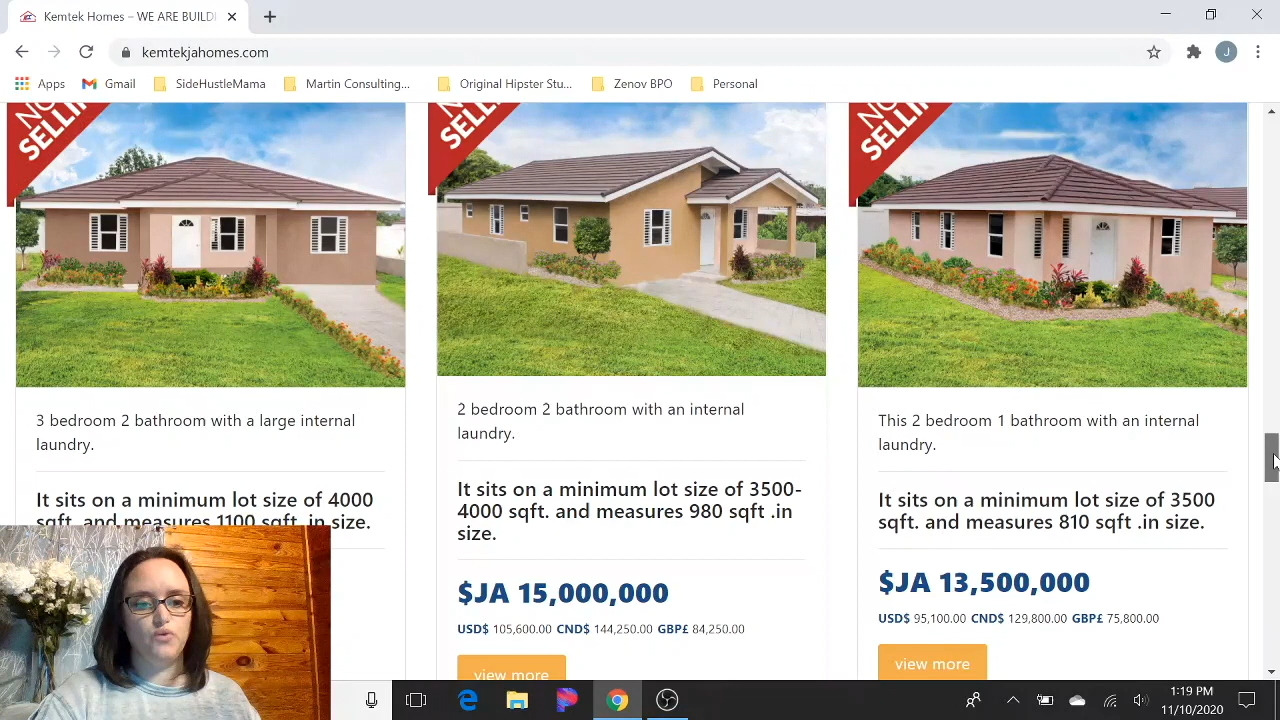 Kemtek Homes – WE ARE BUILDI
kemtekjahomes.com
J
Apps
Gmail
SideHustleMama
Martin Consulting...
Original Hipster Stu...
Zenov BPO
Personal
SELLIN
SELLIN
SELLIN
3 bedroom 2 bathroom with a large internal
laundry.
It sits on a minimum lot size of 4000
sqft. and measures 1100 sqft. in size.
2 bedroom 2 bathroom with an internal
laundry.
It sits on a minimum lot size of 3500-
4000 sqft. and measures 980 sqft .in
size.
$JA 15,000,000
USD$ 105,600.00 CND$ 144,250.00 GBP£ 84,250.00
view more
This 2 bedroom 1 bathroom with an internal
laundry.
It sits on a minimum lot size of 3500
sqft. and measures 810 sqft .in size.
$JA 13,500,000
USD$ 95,100.00 CND$ 129,800.00 GBP£ 75,800.00
view more
1:19 PM
11/10/2020